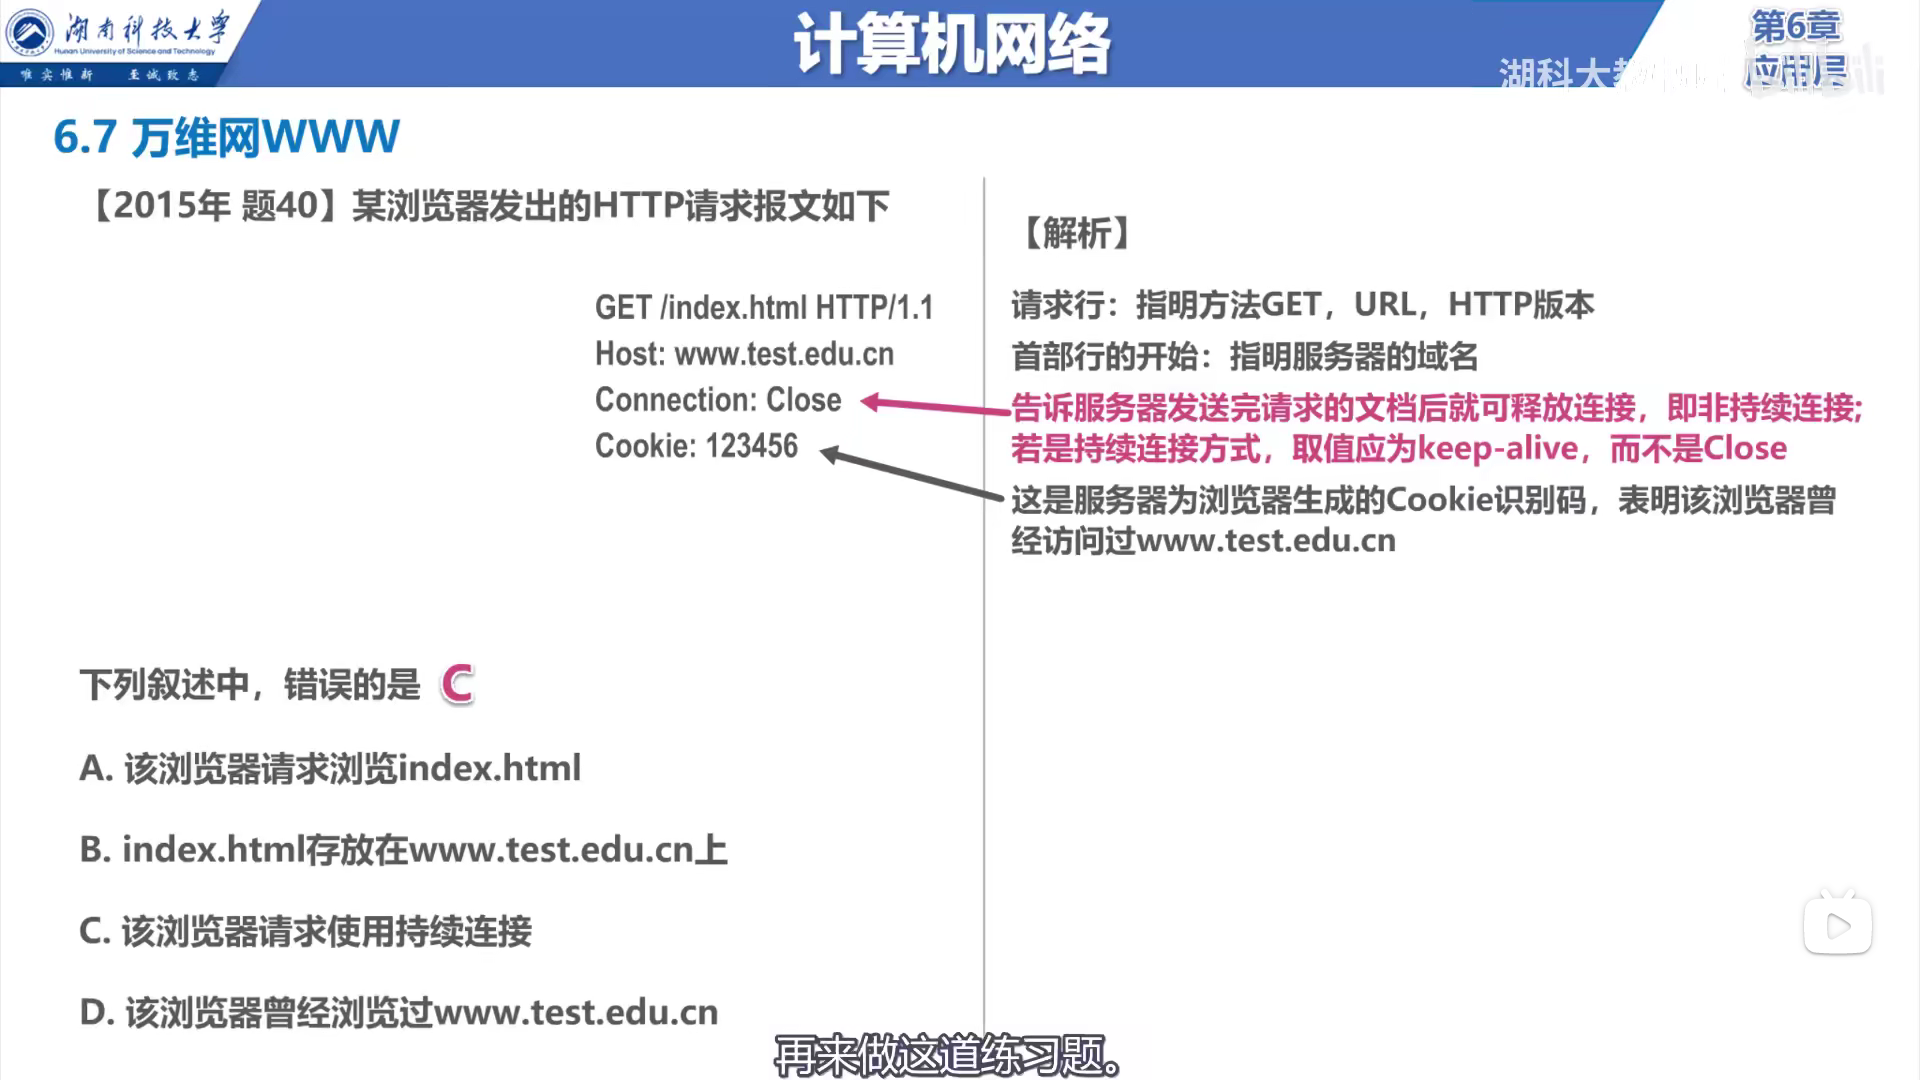 湖南科技大学
Hunan University of Science and Technology
唯实惟新 至诚致志
计算机网络
第6章
应用层
湖科大
6.7 万维网WWW
【2015年 题40】某浏览器发出的HTTP请求报文如下
GET /index.html HTTP/1.1
Host: www.test.edu.cn
Connection: Close
Cookie: 123456
下列叙述中，错误的是 C
A. 该浏览器请求浏览index.html
B. index.html存放在www.test.edu.cn上
C. 该浏览器请求使用持续连接
D. 该浏览器曾经浏览过www.test.edu.cn
【解析】
请求行：指明方法GET，URL，HTTP版本
首部行的开始：指明服务器的域名
告诉服务器发送完请求的文档后就可释放连接，即非持续连接;
若是持续连接方式，取值应为keep-alive，而不是Close
这是服务器为浏览器生成的Cookie识别码，表明该浏览器曾
经访问过www.test.edu.cn
再来做这道练习题。